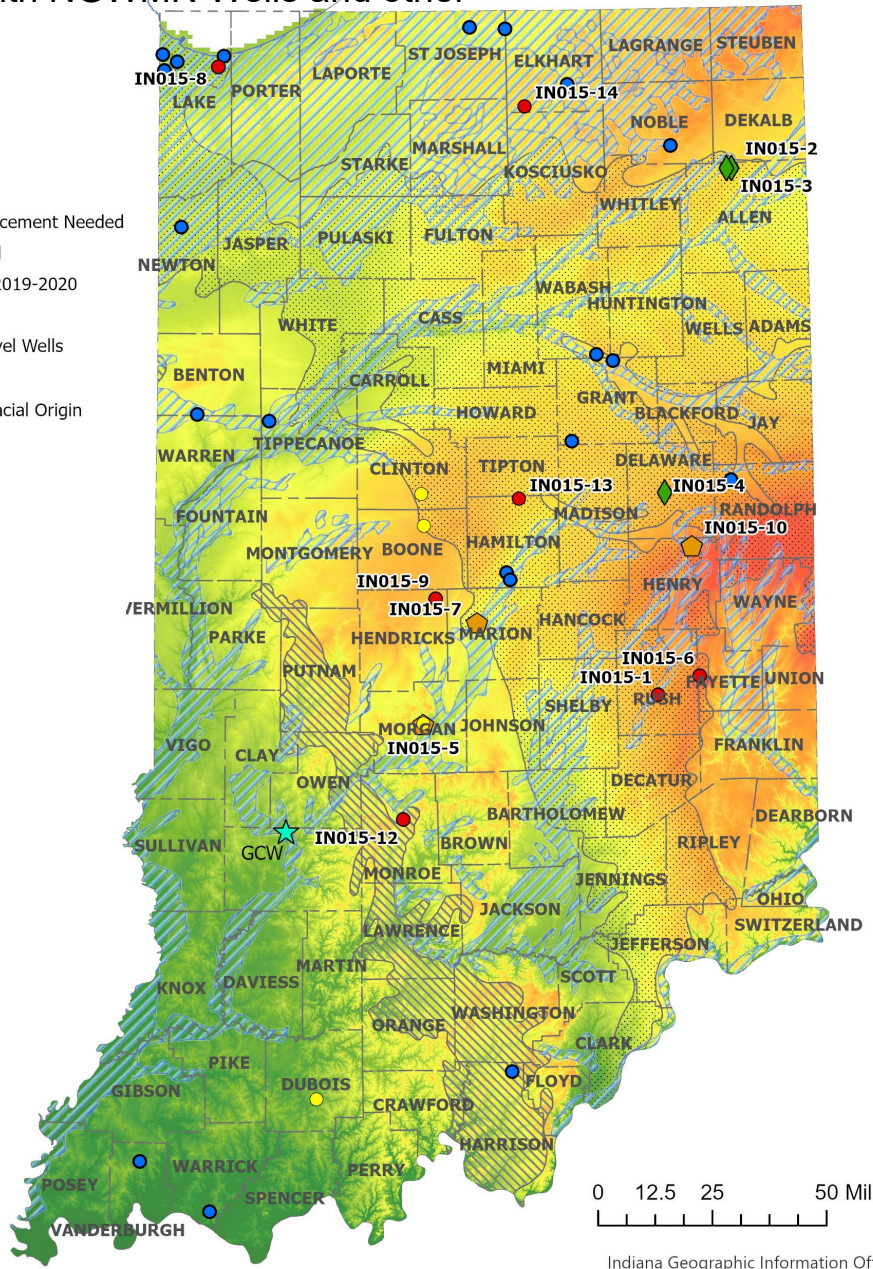 LAGRANGE STEUBEN
ST JOSEPH
ELKHART
LAPORTE
IN015-8
IN015-14
PORTER
LAKE
NOBLE
DEKALB
MARSHALL
IN015-2
STARKE
KOSCIUSKO
IN015-3
WHITLEY
ALLEN
cement Needed
JASPER
PULASKI
FULTON
NEWTON
2019-2020
WABASH
HUNTINGTON
WHITE
CASS
WELLS ADAMS
vel Wells
MIAMI
BENTON
CARROLL
GRANT
acial Origin
HOWARD
BLACKFORD
JAY
TIPPECANOE
WARREN
CLINTON
TIPTON
DELAWARE
IN015-13
IN015-4
FOUNTAIN
MADISON
RANDOLPH
IN015-10
HAMILTON
MONTGOMERY
BOONE
IN015-9
HENRY
WAYNE
VERMILLION
IN015-7
HANCOCK
PARKE
HENDRICKS
MARION
IN015-6
PUTNAM
IN015-1
FAYETTE
UNION
RUSH
SHELBY
MORGAN
JOHNSON
VIGO
IN015-5
FRANKLIN
CLAY
OWEN
DECATUR
BARTHOLOMEW
DEARBORN
IN015-12
BROWN
RIPLEY
SULLIVAN
GCW
MONROE
JENNINGS
OHIO
JACKSON
SWITZERLAND
LAWRENCE
JEFFERSON
MARTIN
SCOTT
KNOX
DAVIESS
WASHINGTON
ORANGE
CLARK
PIKE
GIBSON
DUBOIS
FLOYD
CRAWFORD
HARRISON
WARRICK
PERRY
POSEY
SPENCER
0 12.5 25 50 Mil
VANDERBURGH
Indiana Geographic Information Of